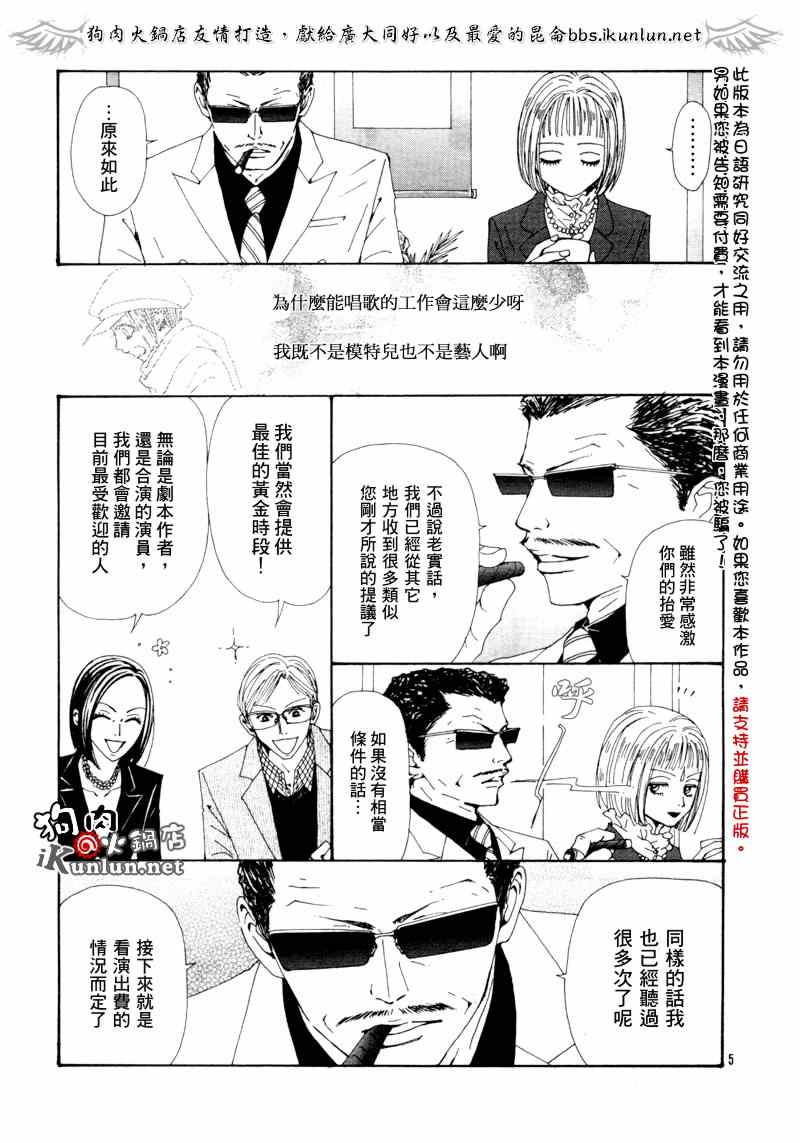 狗肉火鍋店友情打造，獻給廣大同好以及最愛的昆侖bbs.ikunlun.net
此版本為日語研究同好交流之用，請勿用於任何商業用途。如果您喜歡本作品，請支持並購買正版。
另如果您被告知需要付費，才能看到本漫畫，那麼，您被騙了！
………
…原來如此
為什麼能唱歌的工作會這麼少呀
我既不是模特兒也不是藝人啊
雖然非常感激
你們的抬愛
不過說老實話，
我們已經從其它
地方收到很多類似
您剛才所說的提議了
我們當然會提供
最佳的黃金時段！
無論是劇本作者，
還是合演的演員，
我們都會邀請
目前最受歡迎的人
呼
如果沒有相當
條件的話…
狗肉@火鍋店
iKunlun.net
同樣的話我
也已經聽過
很多次了呢
接下來就是
看演出費的
情況而定了
5